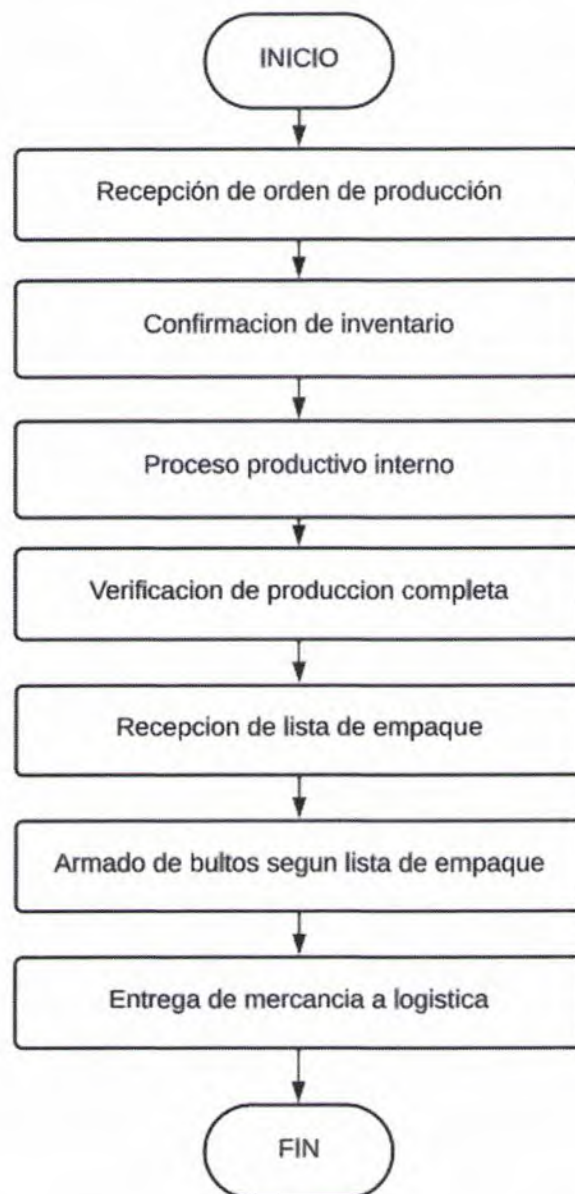 INICIO
Recepción de orden de producción
Confirmacion de inventario
Proceso productivo interno
Verificacion de produccion completa
Recepcion de lista de empaque
Armado de bultos segun lista de empaque
Entrega de mercancia a logistica
FIN